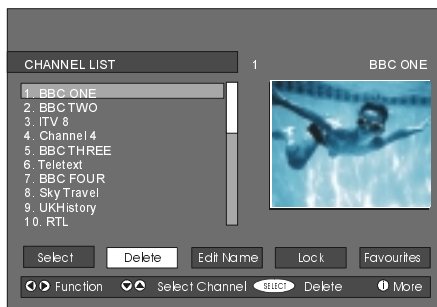 CHANNEL LIST 1 BBC ONE
1. BBC ONE
2. BBC TWO
3. ITV 8
4. Channel 4
5. BBC THREE
6. Teletext
7. BBC FOUR
8. Sky Travel
9. UKHistory
10. RTL
Select Delete Edit Name Lock Favourites
Function Select Channel SELECT Delete i More